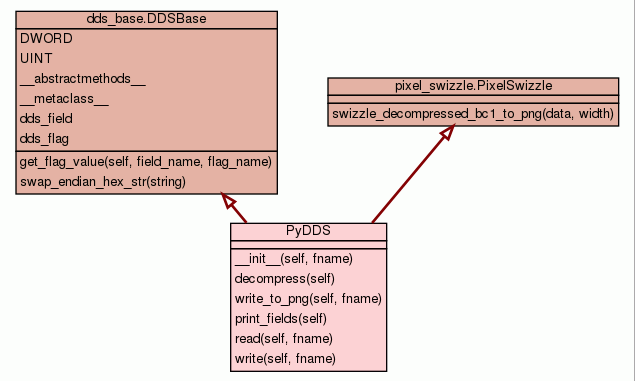 dds_base.DDSBase
DWORD
UINT
__abstractmethods__
__metaclass__
dds_field
dds_flag
get_flag_value(self, field_name, flag_name)
swap_endian_hex_str(string)
pixel_swizzle.PixelSwizzle
swizzle_decompressed_bc1_to_png(data, width)
PyDDS
__init__(self, fname)
decompress(self)
write_to_png(self, fname)
print_fields(self)
read(self, fname)
write(self, fname)